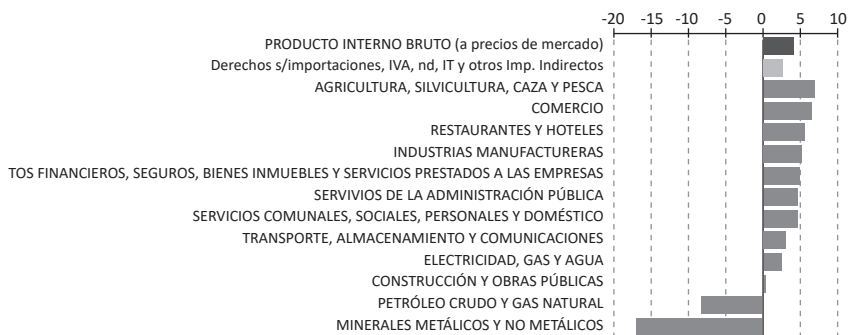 -20 -15 -10 -5 0 5 10
PRODUCTO INTERNO BRUTO (a precios de mercado)
Derechos s/importaciones, IVA, nd, IT y otros Imp. Indirectos
AGRICULTURA, SILVICULTURA, CAZA Y PESCA
COMERCIO
RESTAURANTES Y HOTELES
INDUSTRIAS MANUFACTURERAS
TOS FINANCIEROS, SEGUROS, BIENES INMUEBLES Y SERVICIOS PRESTADOS A LAS EMPRESAS
SERVIVIOS DE LA ADMINISTRACIÓN PÚBLICA
SERVICIOS COMUNALES, SOCIALES, PERSONALES Y DOMÉSTICO
TRANSPORTE, ALMACENAMIENTO Y COMUNICACIONES
ELECTRICIDAD, GAS Y AGUA
CONSTRUCCIÓN Y OBRAS PÚBLICAS
PETRÓLEO CRUDO Y GAS NATURAL
MINERALES METÁLICOS Y NO METÁLICOS